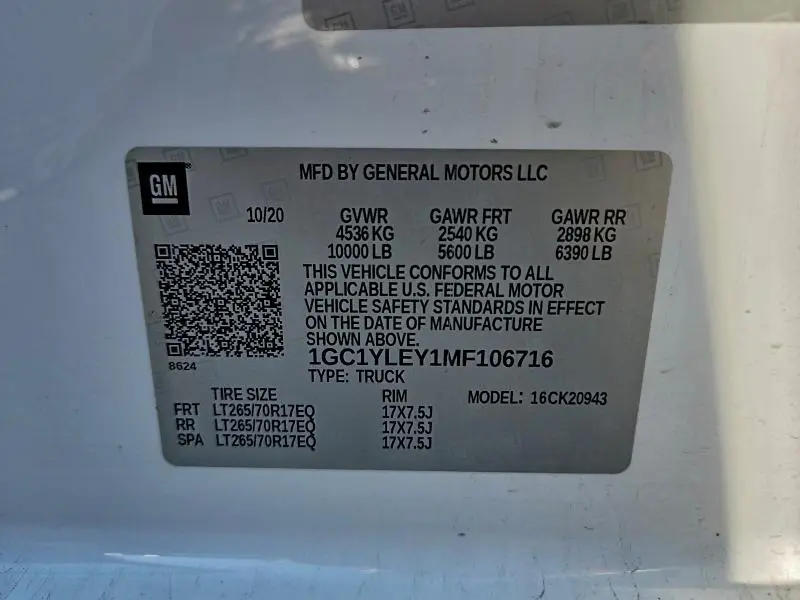 GM
MFD BY GENERAL MOTORS LLC
10/20 GVWR GAWR FRT GAWR RR
4536 KG 2540 KG 2898 KG
10000 LB 5600 LB 6390 LB
THIS VEHICLE CONFORMS TO ALL
APPLICABLE U.S. FEDERAL MOTOR
VEHICLE SAFETY STANDARDS IN EFFECT
ON THE DATE OF MANUFACTURE
SHOWN ABOVE.
8624
1GC1YLEY1MF106716
TYPE: TRUCK
TIRE SIZE RIM MODEL: 16CK20943
FRT LT265/70R17EQ 17X7.5J
RR LT265/70R17EQ 17X7.5J
SPA LT265/70R17EQ 17X7.5J